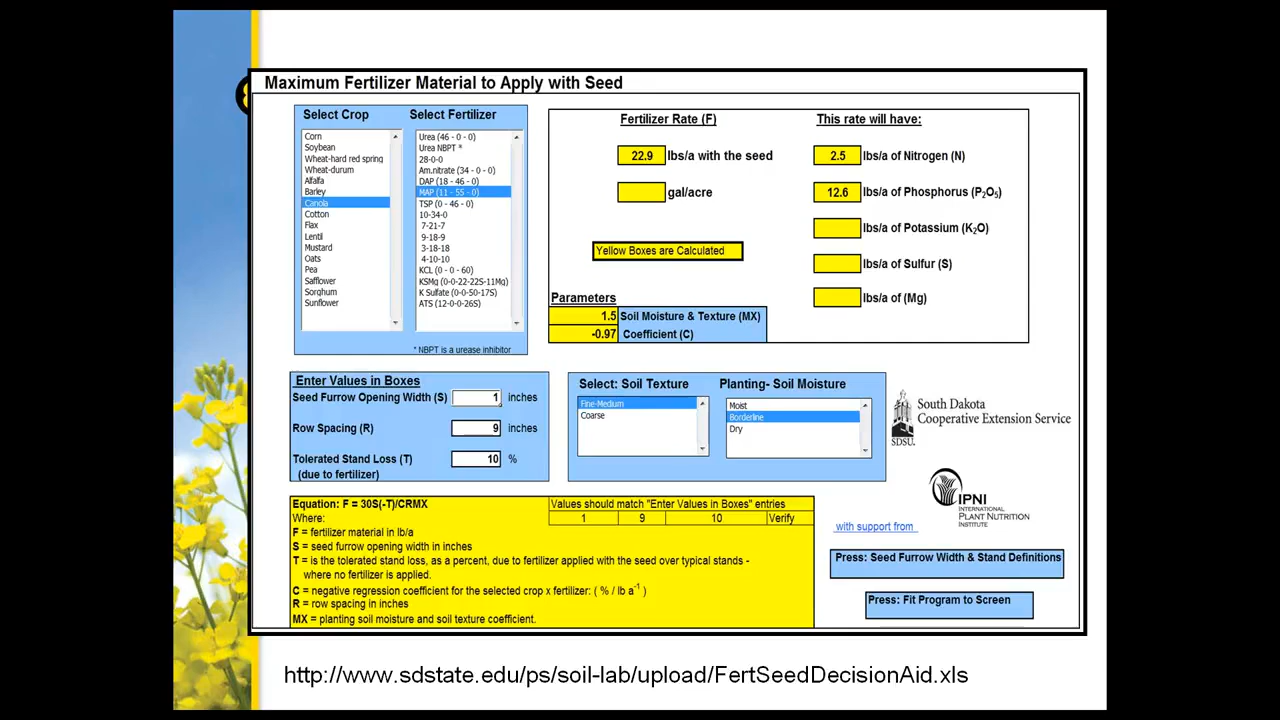 Maximum Fertilizer Material to Apply with Seed
Select Crop
Corn
Soybean
Wheat-hard red spring
Wheat-durum
Alfalfa
Barley
Canola
Cotton
Flax
Lentil
Mustard
Oats
Pea
Safflower
Sorghum
Sunflower
Select Fertilizer
Urea (46 - 0 - 0)
Urea NBPT *
28-0-0
Am.nitrate (34 - 0 - 0)
DAP (18 - 46 - 0)
MAP (11 - 55 - 0)
TSP (0 - 46 - 0)
10-34-0
7-21-7
9-18-9
3-18-18
4-10-10
KCL (0 - 0 - 60)
KSMg (0-0-22-22S-11Mg)
K Sulfate (0-0-50-17S)
ATS (12-0-0-26S)
* NBPT is a urease inhibitor
Fertilizer Rate (F)
22.9 lbs/a with the seed
gal/acre
Yellow Boxes are Calculated
This rate will have:
2.5 lbs/a of Nitrogen (N)
12.6 lbs/a of Phosphorus (P2O5)
lbs/a of Potassium (K2O)
lbs/a of Sulfur (S)
lbs/a of (Mg)
Parameters
1.5 Soil Moisture & Texture (MX)
-0.97 Coefficient (C)
Enter Values in Boxes
Seed Furrow Opening Width (S) 1 inches
Row Spacing (R) 9 inches
Tolerated Stand Loss (T) 10 %
(due to fertilizer)
Select: Soil Texture
Fine-Medium
Coarse
Planting- Soil Moisture
Moist
Borderline
Dry
South Dakota
Cooperative Extension Service
SDSU.
Equation: F = 30S(-T)/CRMX
Where:
F = fertilizer material in lb/a
S = seed furrow opening width in inches
T = is the tolerated stand loss, as a percent, due to fertilizer applied with the seed over typical stands -
where no fertilizer is applied.
C = negative regression coefficient for the selected crop x fertilizer: ( % / lb a-1 )
R = row spacing in inches
MX = planting soil moisture and soil texture coefficient.
Values should match "Enter Values in Boxes" entries
1 9 10 Verify
with support from
IPNI
INTERNATIONAL
PLANT NUTRITION
INSTITUTE
Press: Seed Furrow Width & Stand Definitions
Press: Fit Program to Screen
http://www.sdstate.edu/ps/soil-lab/upload/FertSeedDecisionAid.xls